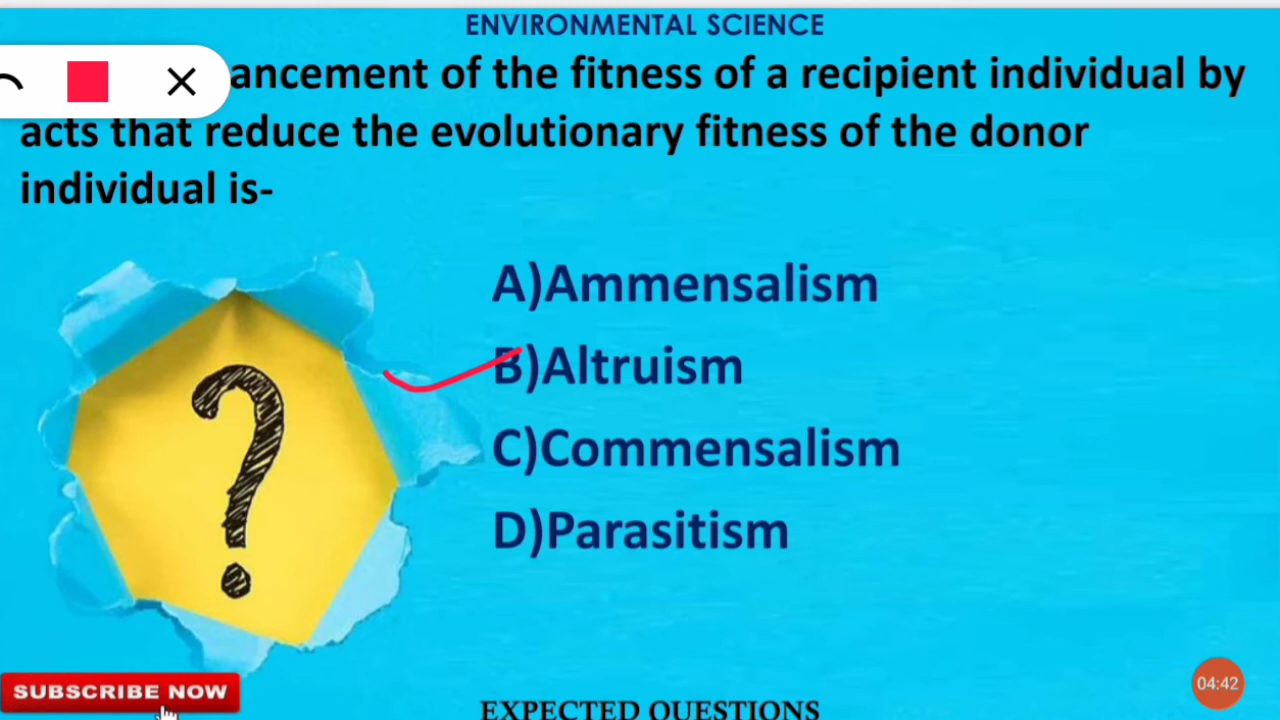 ENVIRONMENTAL SCIENCE
ancement of the fitness of a recipient individual by
acts that reduce the evolutionary fitness of the donor
individual is-
A)Ammensalism
B)Altruism
C)Commensalism
D)Parasitism
SUBSCRIBE NOW
04:42
EXPECTED QUESTIONS